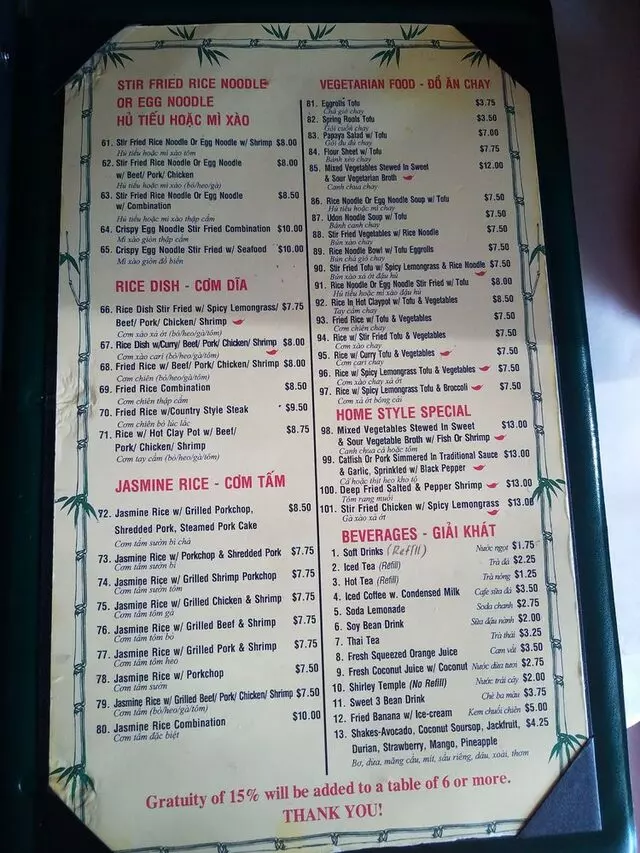 STIR FRIED RICE NOODLE
OR EGG NOODLE
HỦ TIẾU HOẶC MÌ XÀO
61. Stir Fried Rice Noodle Or Egg Noodle w/ Shrimp $8.00
Hủ tiếu hoặc mì xào tôm
62. Stir Fried Rice Noodle Or Egg Noodle $8.00
w/ Beef/ Pork/ Chicken
Hủ tiếu hoặc mì xào (bò/heo/gà)
63. Stir Fried Rice Noodle Or Egg Noodle $8.50
w/ Combination
Hủ tiếu hoặc mì xào thập cẩm
64. Crispy Egg Noodle Stir Fried Combination $10.00
Mì xào giòn thập cẩm
65. Crispy Egg Noodle Stir Fried w/ Seafood $10.00
Mì xào giòn đồ biển
RICE DISH - CƠM DĨA
66. Rice Dish Stir Fried w/ Spicy Lemongrass/ $7.75
Beef/ Pork/ Chicken/ Shrimp
Cơm xào xả ớt (bò/heo/gà/tôm)
67. Rice Dish w/Curry/ Beef/ Pork/ Chicken/ Shrimp $8.00
Cơm xào cari (bò/heo/gà/tôm)
68. Fried Rice w/ Beef/ Pork/ Chicken/ Shrimp $8.00
Cơm chiên (bò/heo/gà/tôm)
69. Fried Rice Combination $8.50
Cơm chiên thập cẩm
70. Fried Rice w/Country Style Steak $9.50
Cơm chiên bò lúc lắc
71. Rice w/ Hot Clay Pot w/ Beef/ $8.75
Pork/ Chicken/ Shrimp
Cơm tay cầm (bò/heo/gà/tôm)
JASMINE RICE - CƠM TẤM
72. Jasmine Rice w/ Grilled Porkchop, $8.50
Shredded Pork, Steamed Pork Cake
Cơm tấm sườn bì chả
73. Jasmine Rice w/ Porkchop & Shredded Pork $7.75
Cơm tấm sườn bì
74. Jasmine Rice w/ Grilled Shrimp Porkchop $7.75
Cơm tấm sườn tôm
75. Jasmine Rice w/ Grilled Chicken & Shrimp $7.75
Cơm tấm tôm gà
76. Jasmine Rice w/ Grilled Beef & Shrimp $7.75
Cơm tấm tôm bò
77. Jasmine Rice w/ Grilled Pork & Shrimp $7.75
Cơm tấm tôm heo
78. Jasmine Rice w/ Porkchop $7.50
Cơm tấm sườn
79. Jasmine Rice w/ Grilled Beef/ Pork/ Chicken/ Shrimp $7.50
Cơm tấm (bò/heo/gà/tôm)
80. Jasmine Rice Combination $10.00
Cơm tấm đặc biệt
VEGETARIAN FOOD - ĐỒ ĂN CHAY
81. Eggrolls Tofu $3.75
Chả giò chay
82. Spring Rools Totu $3.50
Gỏi cuốn chay
83. Papaya Salad w/ Tofu $7.00
Gỏi đu đủ chay
84. Flour Sheet w/ Totu $7.75
Bánh xèo chay
85. Mixed Vegetables Stewed In Sweet $12.00
& Sour Vegetarian Broth
Canh chua chay
86. Rice Noodle Or Egg Noodle Soup w/ Tofu $7.50
Hủ tiếu hoặc mì chay
87. Udon Noodle Soup w/ Tofu $7.50
Bánh canh chay
88. Stir Fried Vegetables w/ Rice Noodle $7.50
Bún xào chay
89. Rice Noodle Bowl w/ Tofu Eggrolls $7.50
Bún chả giò chay
90. Stir Fried Tofu w/ Spicy Lemongrass & Rice Noodle $7.50
Bún xào xả ớt đậu hủ
91. Rice Noodle Or Egg Noodle Stir Fried w/ Tofu $8.00
Hủ tiếu hoặc mì xào đậu hủ
92. Rice In Hot Claypot w/ Tofu & Vegetables $8.50
Tay cầm chay
93. Fried Rice w/ Tofu & Vegetables $7.50
Cơm chiên chay
94. Rice w/ Stir Fried Tofu & Vegetables $7.50
Cơm xào chay
95. Rice w/ Curry Tofu & Vegetables $7.50
Cơm cari chay
96. Rice w/ Spicy Lemongrass Tofu & Vegetables $7.50
Cơm xào chay xả ớt
97. Rice w/ Spicy Lemongrass Tofu & Broccoli $7.50
Cơm xả ớt bông cải
HOME STYLE SPECIAL
98. Mixed Vegetables Stewed In Sweet $13.00
& Sour Vegetable Broth w/ Fish Or Shrimp
Canh chua cá hoặc tôm
99. Catfish Or Pork Simmered In Traditional Sauce $13.00
& Garlic, Sprinkled w/ Black Pepper
Cá hoặc thịt heo kho tộ
100. Deep Fried Salted & Pepper Shrimp $13.00
Tôm rang muối
101. Stir Fried Chicken w/ Spicy Lemongrass $13.00
Gà xào xả ớt
BEVERAGES - GIẢI KHÁT
1. Soft Drinks (Refill) Nước ngọt $1.75
2. Iced Tea (Refill) Trà đá $2.25
3. Hot Tea (Refill) Trà nóng $1.25
4. Iced Coffee w. Condensed Milk Cafe sữa đá $3.50
5. Soda Lemonade Soda chanh $2.75
6. Soy Bean Drink Sữa đậu nành $2.00
7. Thai Tea Trà thái $3.25
8. Fresh Squeezed Orange Juice Cam vắt $3.50
9. Fresh Coconut Juice w/ Coconut Nước dừa tươi $2.75
10. Shirley Temple (No Refill) Nước trái cây $2.00
11. Sweet 3 Bean Drink Chè ba màu $3.75
12. Fried Banana w/ Ice-cream Kem chuối chiên $5.00
13. Shakes-Avocado, Coconut Soursop, Jackfruit, $4.25
Durian, Strawberry, Mango, Pineapple
Bơ, dừa, mãng cầu, mít, sầu riêng, dâu, xoài, thơm
Gratuity of 15% will be added to a table of 6 or more.
THANK YOU!